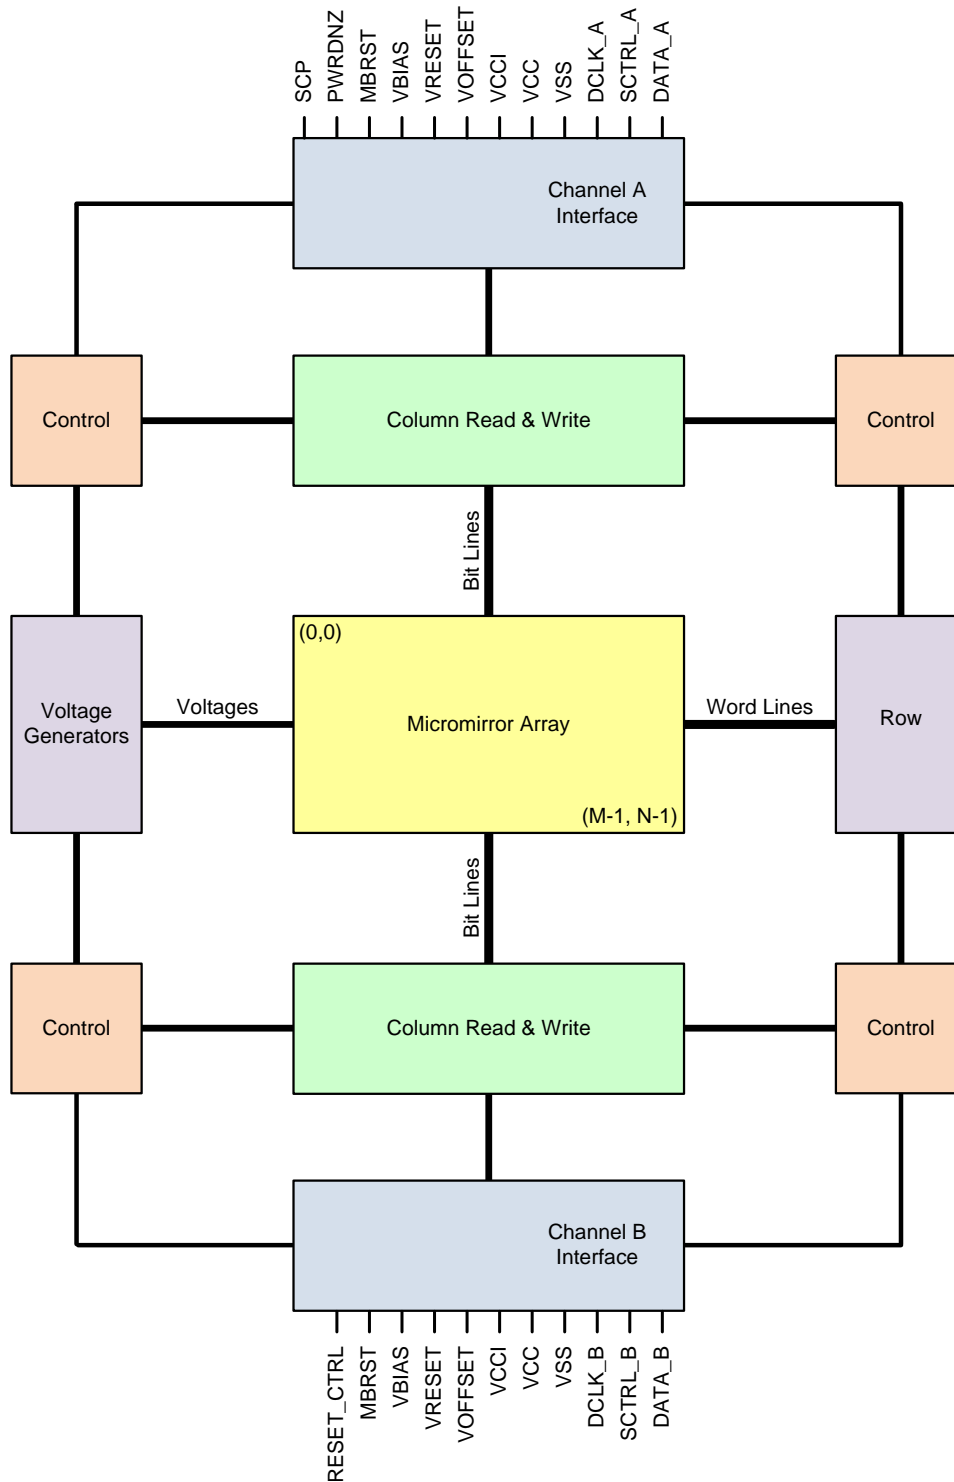 SCP
PWRDNZ
MBRST
VBIAS
VRESET
VOFFSET
VCCI
VCC
VSS
DCLK_A
SCTRL_A
DATA_A
Channel A
Interface
Control
Column Read & Write
Control
Bit Lines
(0,0)
Voltage
Generators
Voltages
Micromirror Array
Word Lines
Row
(M-1, N-1)
Bit Lines
Control
Column Read & Write
Control
Channel B
Interface
RESET_CTRL
MBRST
VBIAS
VRESET
VOFFSET
VCCI
VCC
VSS
DCLK_B
SCTRL_B
DATA_B